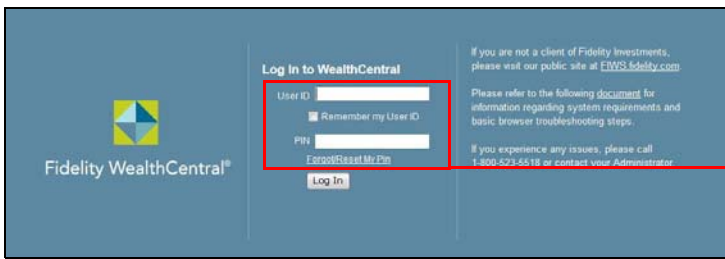 Fidelity WealthCentral®
Log In to WealthCentral
User ID
Remember my User ID
PIN
Forgot/Reset My Pin
Log In
If you are not a client of Fidelity Investments,
please visit our public site at FIWS.fidelity.com.
Please refer to the following document for
information regarding system requirements and
basic browser troubleshooting steps.
If you experience any issues, please call
1-800-523-5518 or contact your Administrator.